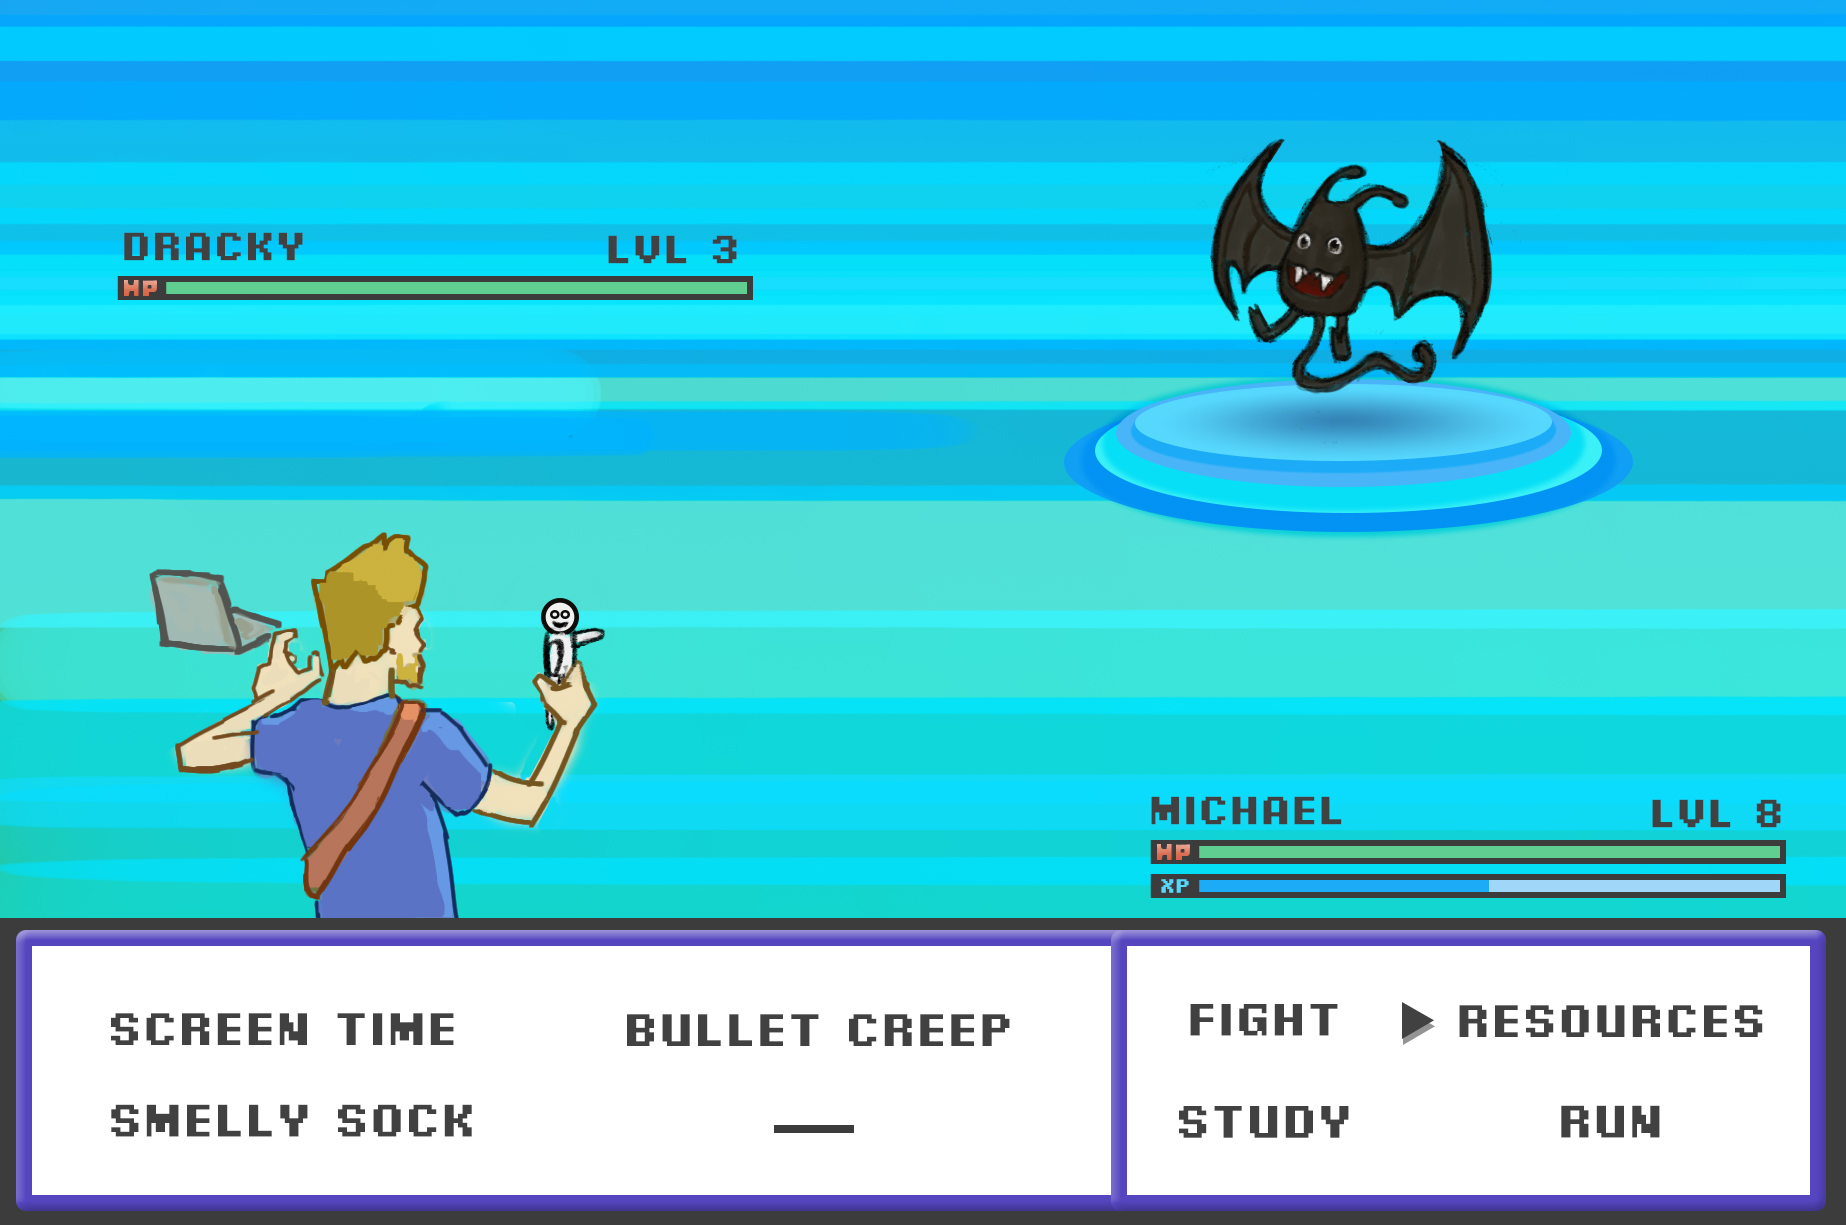 DRACKY LVL 3
HP
MICHAEL LVL 8
HP
XP
SCREEN TIME BULLET CREEP
SMELLY SOCK —
FIGHT RESOURCES
STUDY RUN